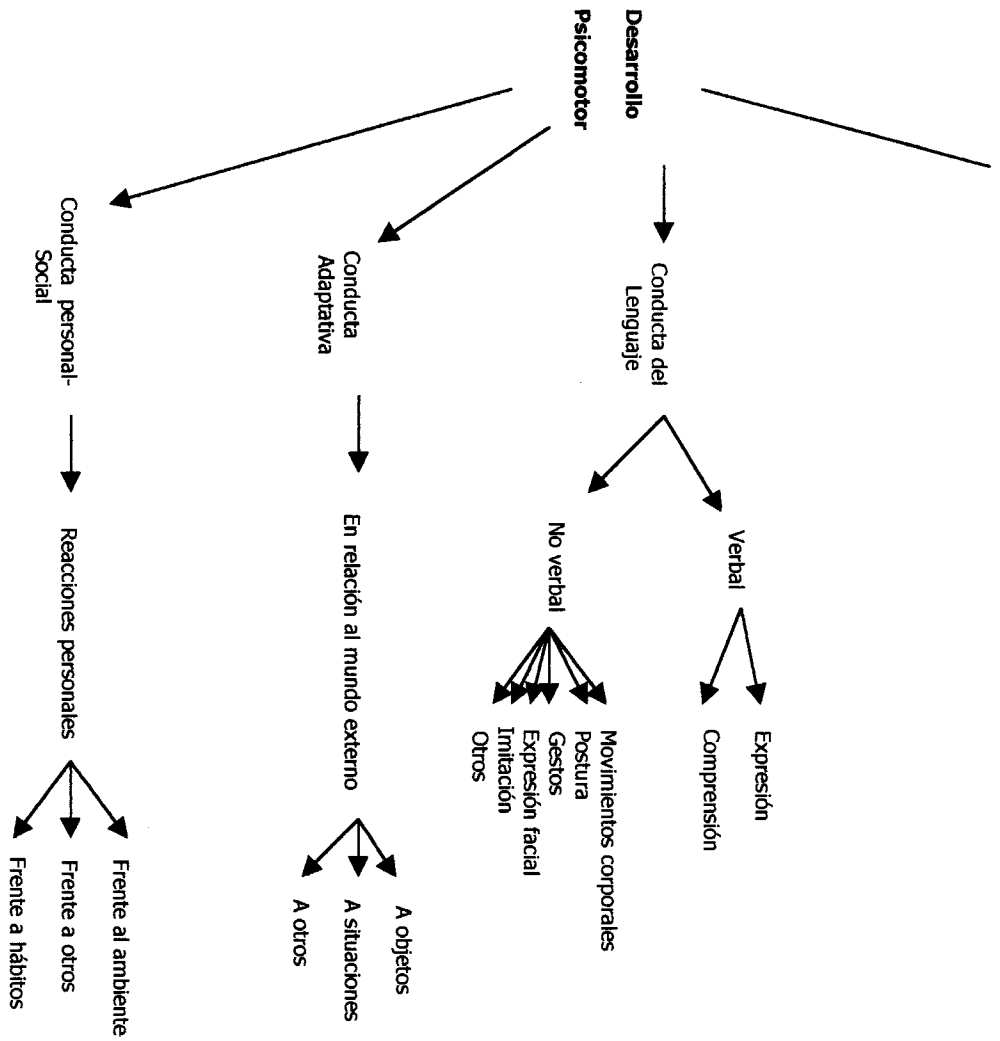 Desarrollo
Psicomotor
Conducta del
Lenguaje
Verbal
Expresión
Comprensión
No verbal
Movimientos corporales
Postura
Gestos
Expresión facial
Imitación
Otros
Conducta
Adaptativa
En relación al mundo externo
A objetos
A situaciones
A otros
Conducta personal-
Social
Reacciones personales
Frente al ambiente
Frente a otros
Frente a hábitos